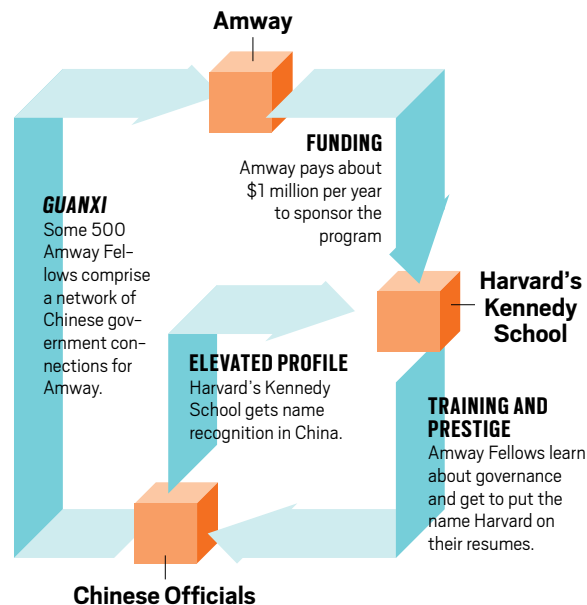 Amway
FUNDING
Amway pays about
$1 million per year
to sponsor the
program
GUANXI
Some 500
Amway Fel-
lows comprise
a network of
Chinese gov-
ernment con-
nections for
Amway.
Harvard's
Kennedy
School
ELEVATED PROFILE
Harvard's Kennedy
School gets name
recognition in China.
TRAINING AND
PRESTIGE
Amway Fellows learn
about governance
and get to put the
name Harvard on
their resumes.
Chinese Officials